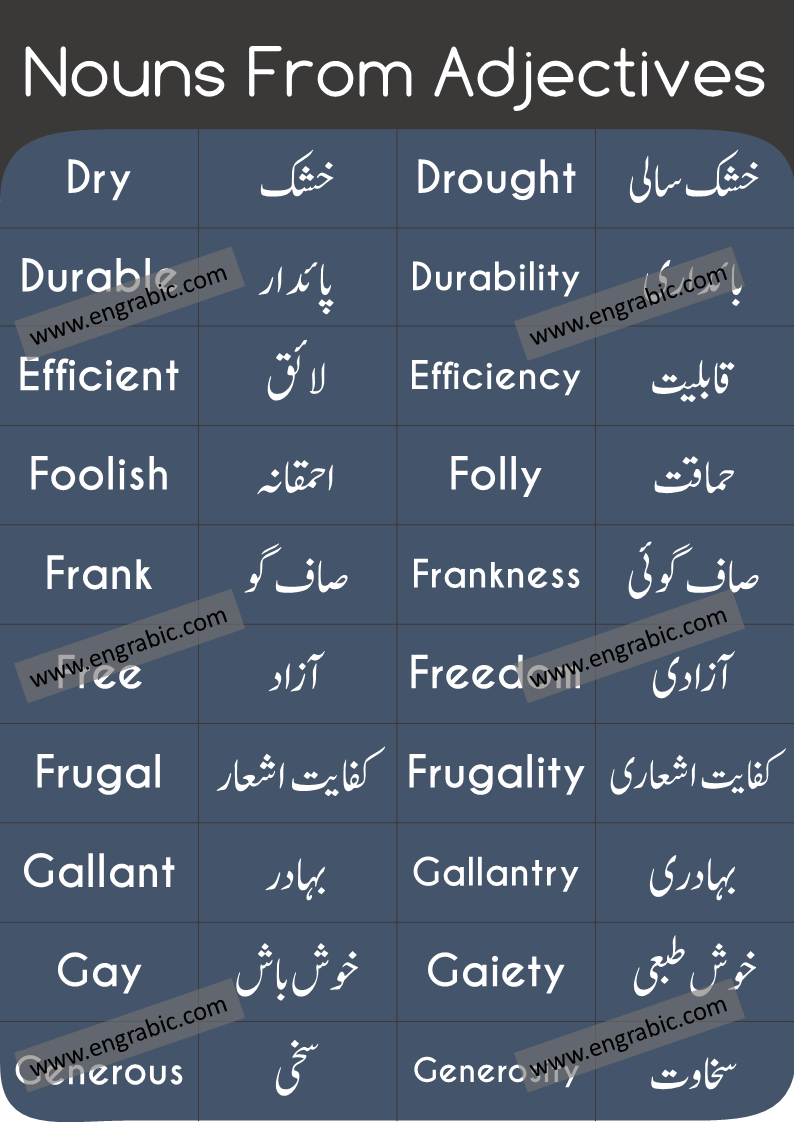 Nouns From Adjectives
Dry خشک Drought خشک سالی
Durable پائدار Durability بائداری
www.engrabic.com www.engrabic.com
Efficient لائق Efficiency قابلیت
Foolish احمقانہ Folly حماقت
Frank صاف گو Frankness صاف گوئی
www.engrabic.com www.engrabic.com
Free آزاد Freedom آزادی
Frugal کفایت اشعار Frugality کفایت اشعاری
Gallant بہادر Gallantry بہادری
Gay خوش باش Gaiety خوش طبعی
www.engrabic.com www.engrabic.com
Generous سخی Generosity سخاوت